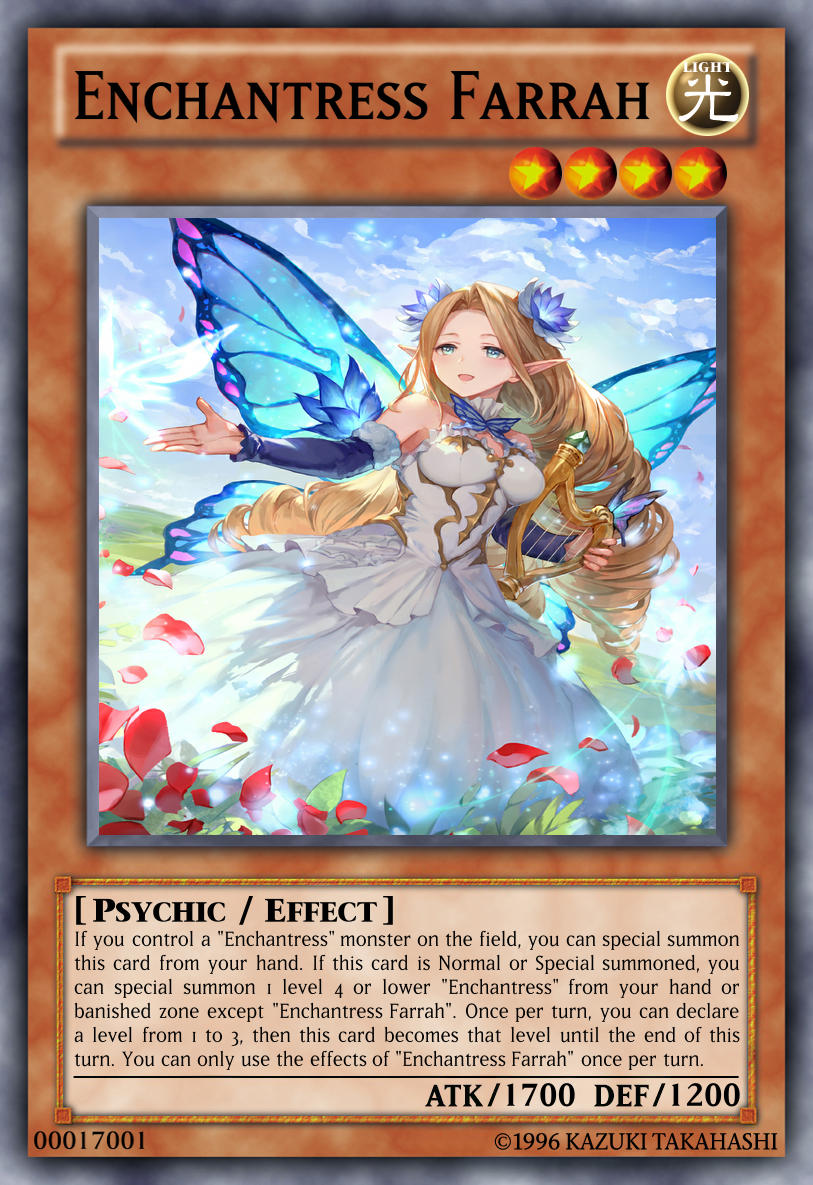 Enchantress Farrah
LIGHT
光
[ Psychic / Effect ]
If you control a "Enchantress" monster on the field, you can special summon
this card from your hand. If this card is Normal or Special summoned, you
can special summon 1 level 4 or lower "Enchantress" from your hand or
banished zone except "Enchantress Farrah". Once per turn, you can declare
a level from 1 to 3, then this card becomes that level until the end of this
turn. You can only use the effects of "Enchantress Farrah" once per turn.
ATK/1700 DEF/1200
00017001 ©1996 KAZUKI TAKAHASHI